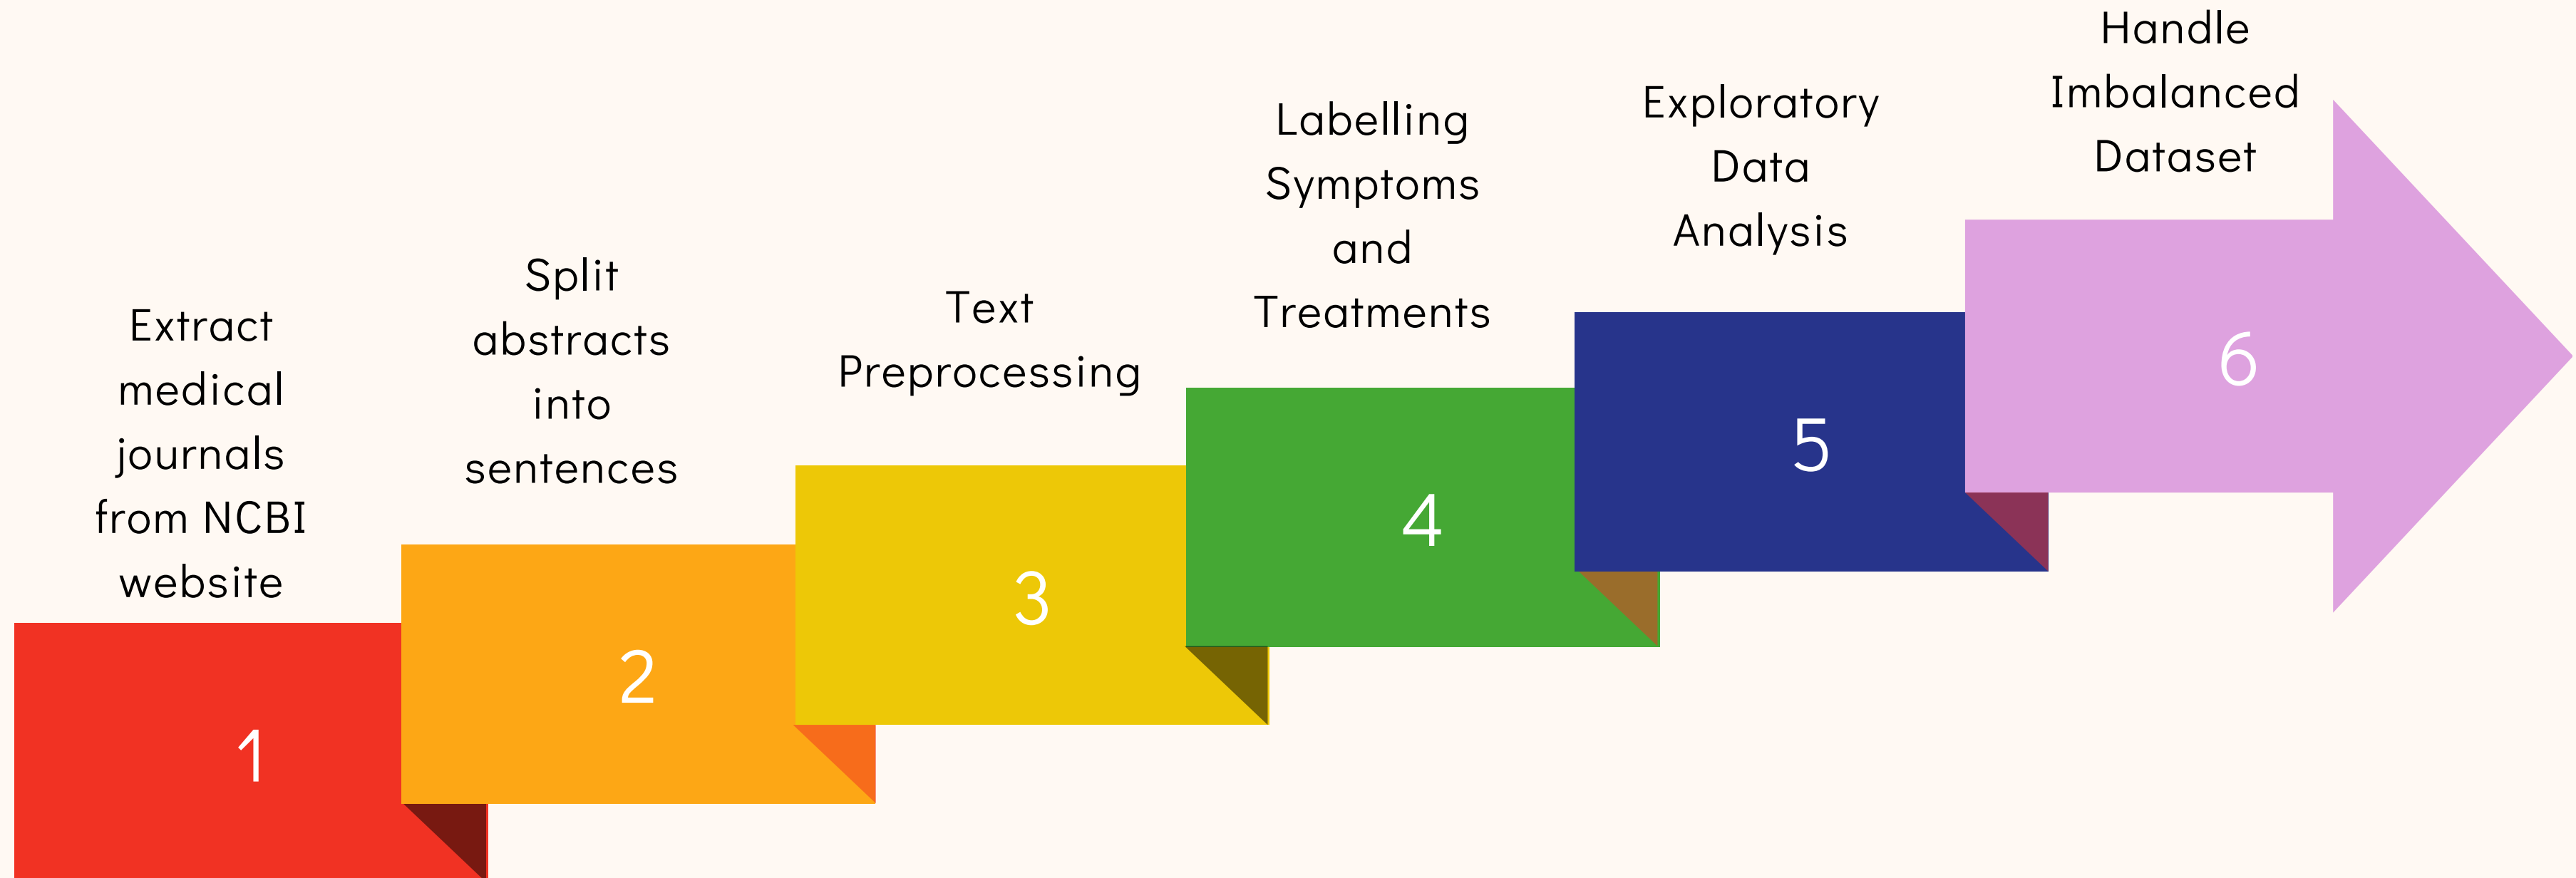 Extract
medical
journals
from NCBI
website
1
Split
abstracts
into
sentences
2
Text
Preprocessing
3
Labelling
Symptoms
and
Treatments
4
Exploratory
Data
Analysis
5
Handle
Imbalanced
Dataset
6